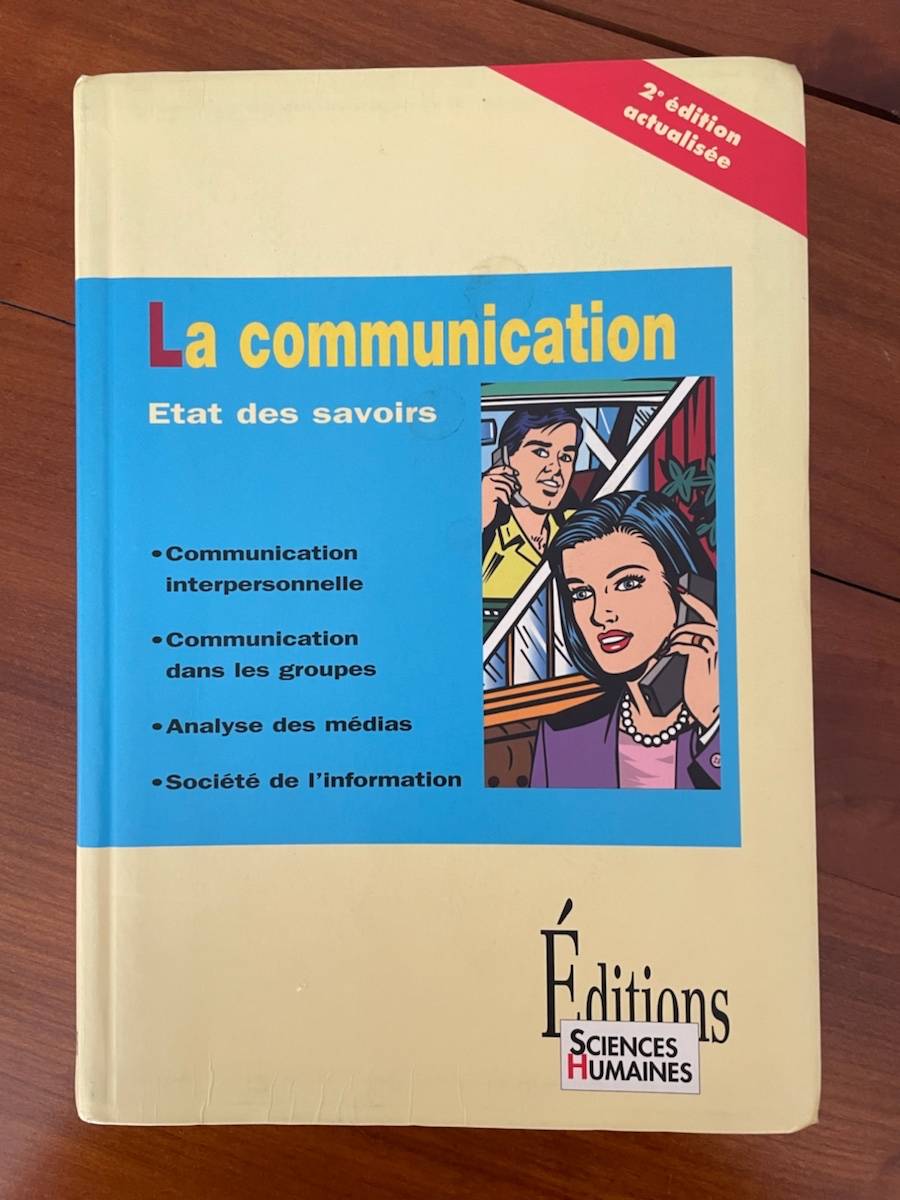 2e édition
actualisée
La communication
Etat des savoirs
•Communication
interpersonnelle
•Communication
dans les groupes
•Analyse des médias
•Société de l'information
Éditions
SCIENCES
HUMAINES